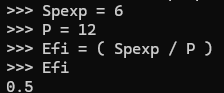 >>> Spexp = 6
>>> P = 12
>>> Efi = ( Spexp / P )
>>> Efi
0.5